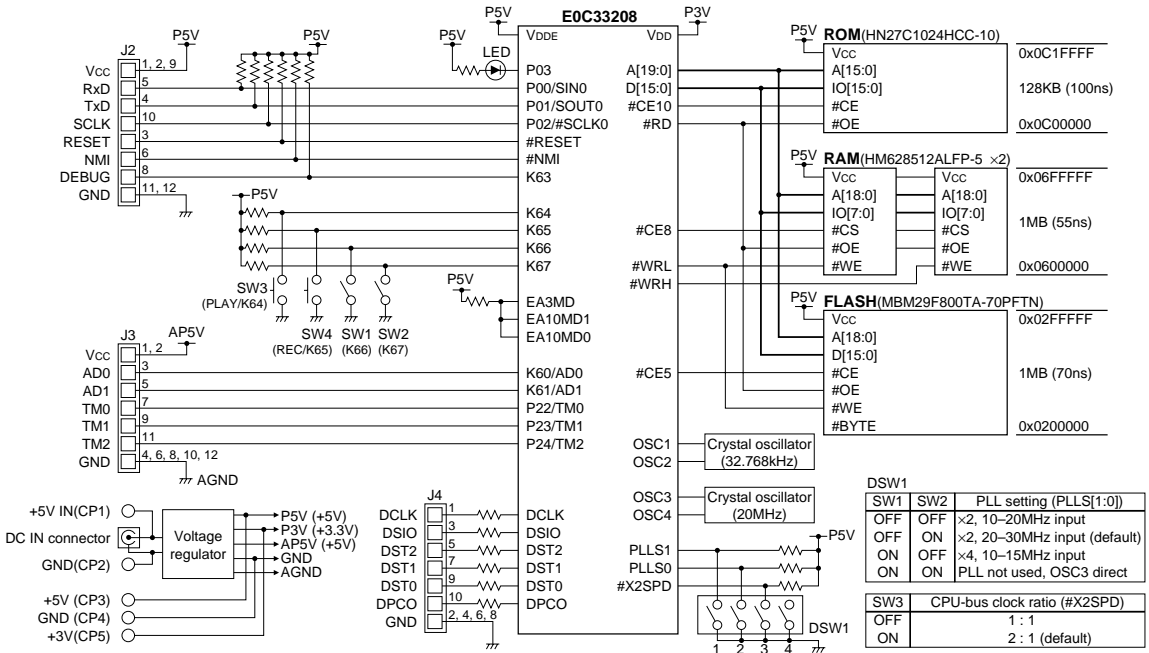 E0C33208
P5V
VDDE
P3V
VDD
J2
P5V
P5V
P5V
LED
Vcc 1, 2, 9
RxD 5
TxD 4
SCLK 10
RESET 3
NMI 6
DEBUG 8
GND 11, 12
P03
P00/SIN0
P01/SOUT0
P02/#SCLK0
#RESET
#NMI
K63
P5V
K64
K65
K66
K67
SW3
(PLAY/K64)
SW4
(REC/K65)
SW1
(K66)
SW2
(K67)
P5V
EA3MD
EA10MD1
EA10MD0
J3
AP5V
Vcc 1, 2
AD0 3
AD1 5
TM0 7
TM1 9
TM2 11
GND 4, 6, 8, 10, 12
AGND
K60/AD0
K61/AD1
P22/TM0
P23/TM1
P24/TM2
+5V IN(CP1)
DC IN connector
GND(CP2)
Voltage
regulator
P5V (+5V)
P3V (+3.3V)
AP5V (+5V)
GND
AGND
+5V (CP3)
GND (CP4)
+3V(CP5)
J4
DCLK 1 DCLK
DSIO 3 DSIO
DST2 5 DST2
DST1 7 DST1
DST0 9 DST0
DPCO 10 DPCO
GND 2, 4, 6, 8
A[19:0]
D[15:0]
#CE10
#RD
#CE8
#WRL
#WRH
#CE5
OSC1
OSC2
Crystal oscillator
(32.768kHz)
OSC3
OSC4
Crystal oscillator
(20MHz)
PLLS1
PLLS0
#X2SPD
P5V
DSW1
1 2 3 4
P5V
ROM(HN27C1024HCC-10)
Vcc
A[15:0]
IO[15:0]
#CE
#OE
0x0C1FFFF
128KB (100ns)
0x0C00000
P5V
RAM(HM628512ALFP-5 ×2)
Vcc Vcc
A[18:0] A[18:0]
IO[7:0] IO[7:0]
#CS #CS
#OE #OE
#WE #WE
0x06FFFFF
1MB (55ns)
0x0600000
P5V
FLASH(MBM29F800TA-70PFTN)
Vcc
A[18:0]
D[15:0]
#CE
#OE
#WE
#BYTE
0x02FFFFF
1MB (70ns)
0x0200000
DSW1
SW1 SW2 PLL setting (PLLS[1:0])
OFF OFF ×2, 10–20MHz input
OFF ON ×2, 20–30MHz input (default)
ON OFF ×4, 10–15MHz input
ON ON PLL not used, OSC3 direct
SW3 CPU-bus clock ratio (#X2SPD)
OFF 1 : 1
ON 2 : 1 (default)